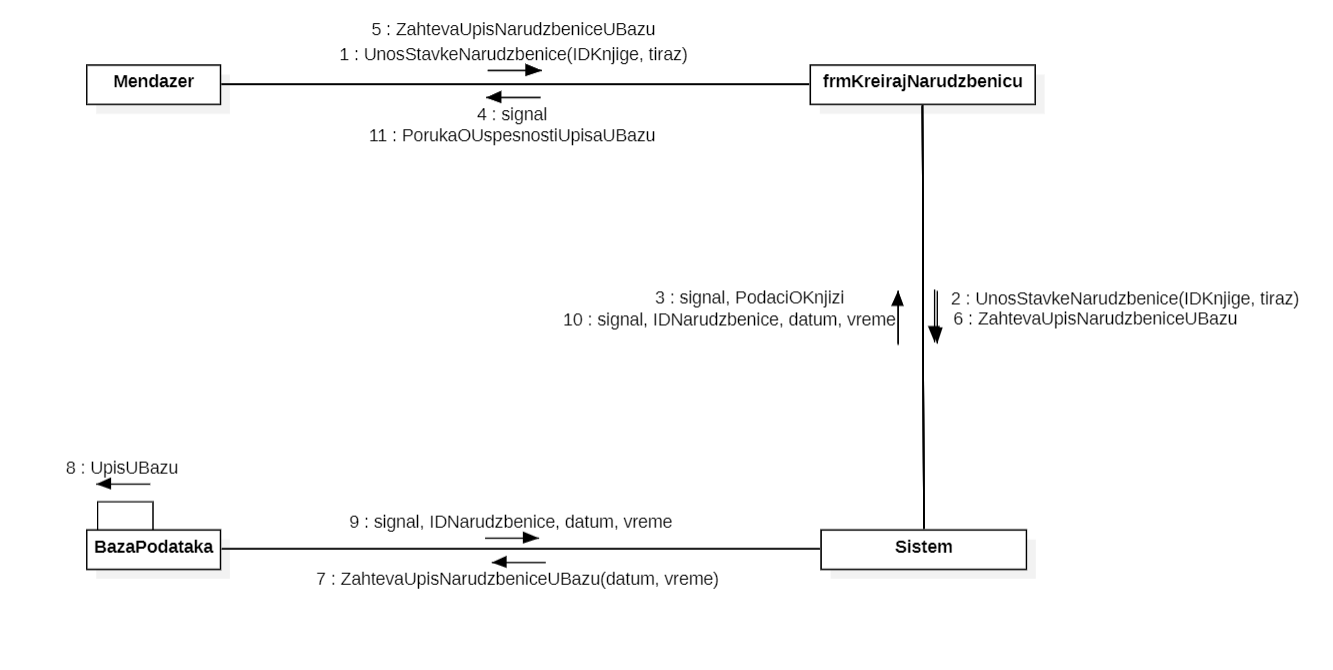 5 : ZahtevaUpisNarudzbeniceUBazu
1 : UnosStavkeNarudzbenice(IDKnjige, tiraz)
Mendazer
frmKreirajNarudzbenicu
4 : signal
11 : PorukaOUspesnostiUpisaUBazu
3 : signal, PodaciOKnjizi
2 : UnosStavkeNarudzbenice(IDKnjige, tiraz)
10 : signal, IDNarudzbenice, datum, vreme
6 : ZahtevaUpisNarudzbeniceUBazu
8 : UpisUBazu
9 : signal, IDNarudzbenice, datum, vreme
BazaPodataka
Sistem
7 : ZahtevaUpisNarudzbeniceUBazu(datum, vreme)